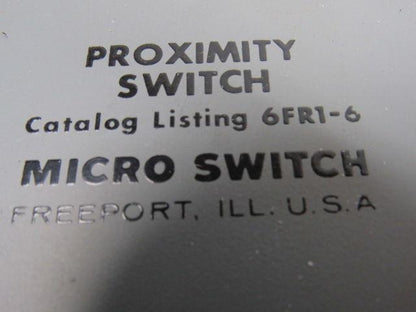 PROXIMITY
SWITCH
Catalog Listing 6FR1-6
MICRO SWITCH
FREEPORT, ILL. U.S.A